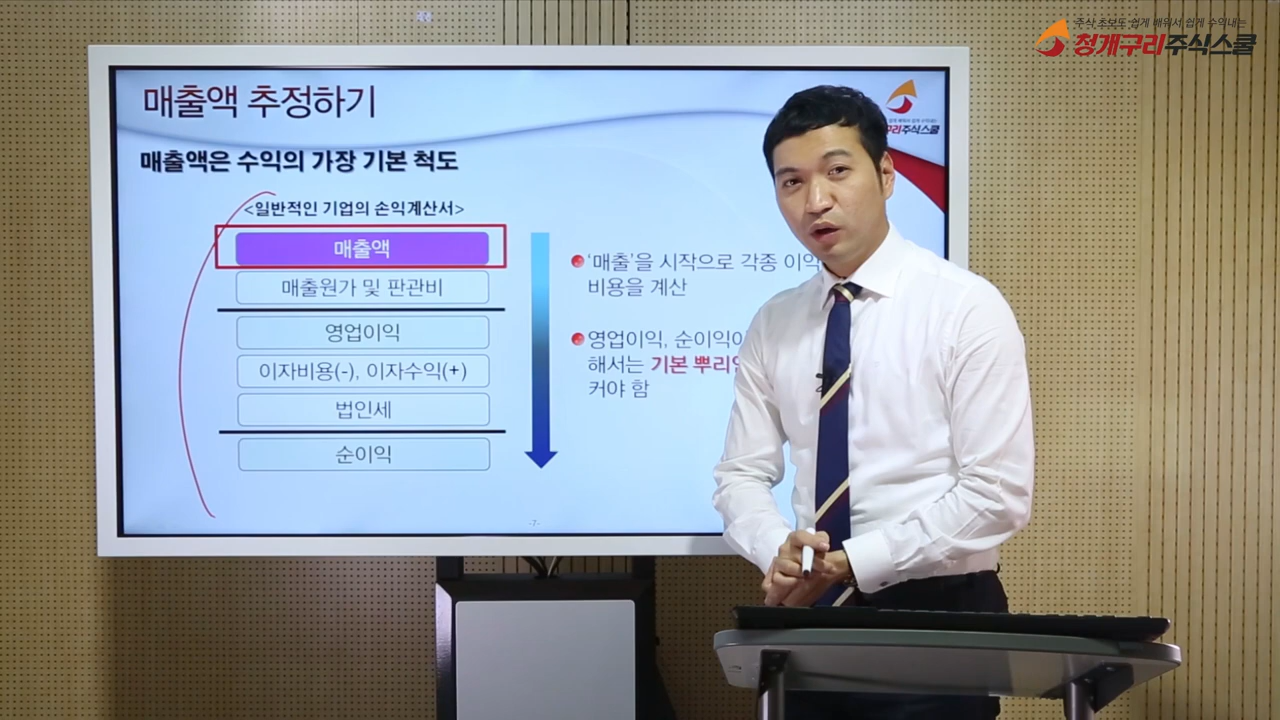 주식 초보도 쉽게 배워서 쉽게 수익내는
청개구리주식스쿨
매출액 추정하기
구리주식스쿨
매출액은 수익의 가장 기본 척도
<일반적인 기업의 손익계산서>
매출액
매출원가 및 판관비
영업이익
이자비용(-), 이자수익(+)
법인세
순이익
'매출'을 시작으로 각종 이익
비용을 계산
영업이익, 순이익이
해서는 기본 뿌리인
커야 함
-7-